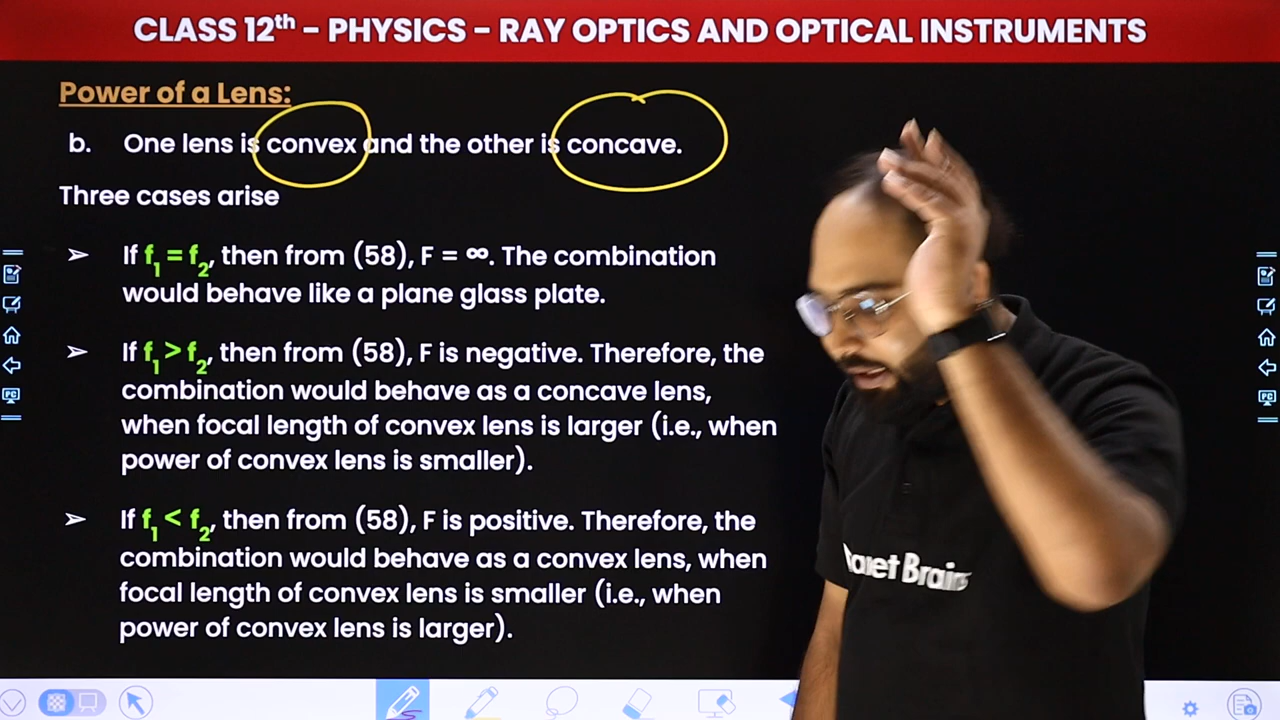 CLASS 12th – PHYSICS – RAY OPTICS AND OPTICAL INSTRUMENTS
Power of a Lens:
b. One lens is convex and the other is concave.
Three cases arise
➢ If f₁ = f₂, then from (58), F = ∞. The combination
would behave like a plane glass plate.
➢ If f₁ > f₂, then from (58), F is negative. Therefore, the
combination would behave as a concave lens,
when focal length of convex lens is larger (i.e., when
power of convex lens is smaller).
➢ If f₁ < f₂, then from (58), F is positive. Therefore, the
combination would behave as a convex lens, when
focal length of convex lens is smaller (i.e., when
power of convex lens is larger).
PC
PC